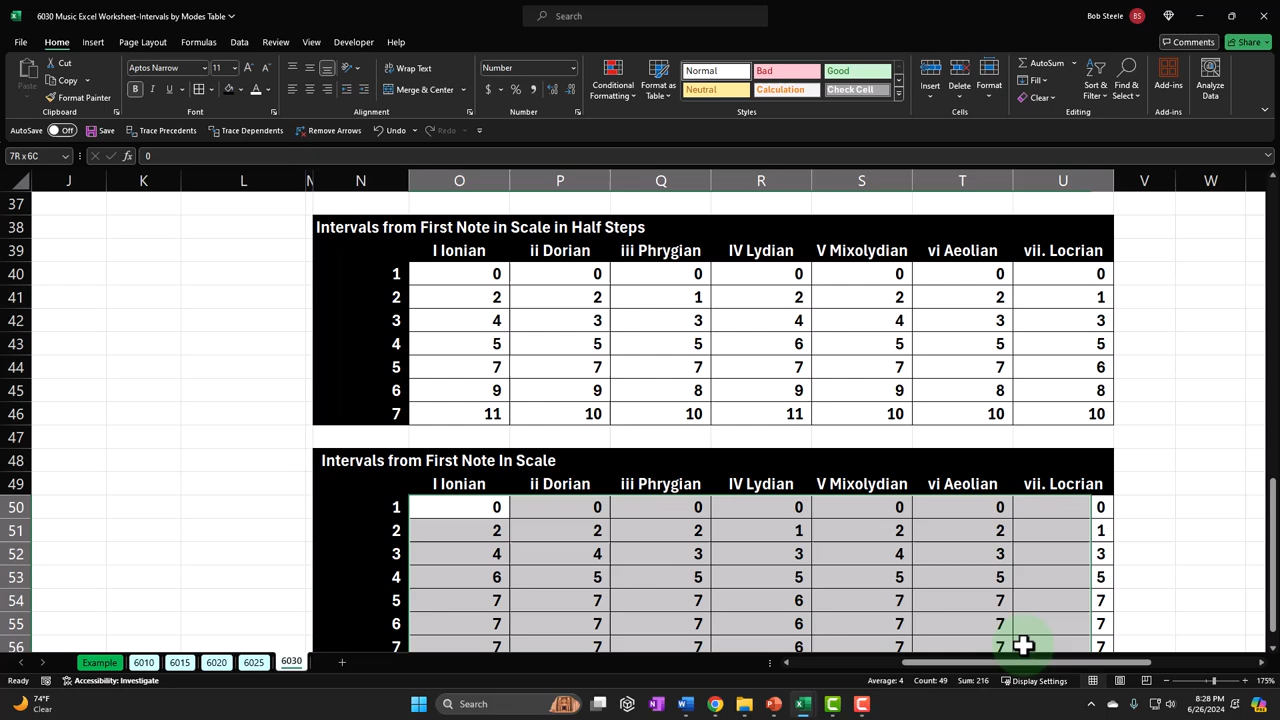 6030 Music Excel Worksheet-Intervals by Modes Table
Search
Bob Steele BS
File Home Insert Draw Formulas Data Review View Developer Help
Comments Share
Cut
Copy
Format Painter
Paste
Clipboard
Aptos Narrow 11
Font
Wrap Text
Merge & Center
Alignment
Number
Number
Conditional Formatting
Format as Table
Normal Bad Good
Neutral Calculation Check Cell
Styles
Insert Delete Format
Cells
AutoSum
Fill
Clear
Sort & Filter
Find & Select
Editing
Add-ins
Add-ins
Analyze Data
AutoSave Off Save Trace Precedents Trace Dependents Remove Arrows Undo Redo
7R x 6C fx 0
J K L M N O P Q R S T U V W
37
38 Intervals from First Note in Scale in Half Steps
39 I Ionian ii Dorian iii Phrygian IV Lydian V Mixolydian vi Aeolian vii. Locrian
40 1 0 0 0 0 0 0 0
41 2 2 2 1 2 2 2 1
42 3 4 3 3 4 4 3 3
43 4 5 5 5 6 5 5 5
44 5 7 7 7 7 7 7 6
45 6 9 9 8 9 9 8 8
46 7 11 10 10 11 10 10 10
47
48 Intervals from First Note In Scale
49 I Ionian ii Dorian iii Phrygian IV Lydian V Mixolydian vi Aeolian vii. Locrian
50 1 0 0 0 0 0 0 0
51 2 2 2 2 1 2 2 1
52 3 4 4 3 3 4 3 3
53 4 6 5 5 5 5 5 5
54 5 7 7 7 6 7 7 7
55 6 7 7 7 6 7 7 7
56 7 7 7 7 6 7 7 7
Example 6010 6015 6020 6025 6030
Ready Accessibility: Investigate Average: 4 Count: 49 Sum: 216 Display Settings 175%
74°F
Clear
Search
8:28 PM
6/26/2024